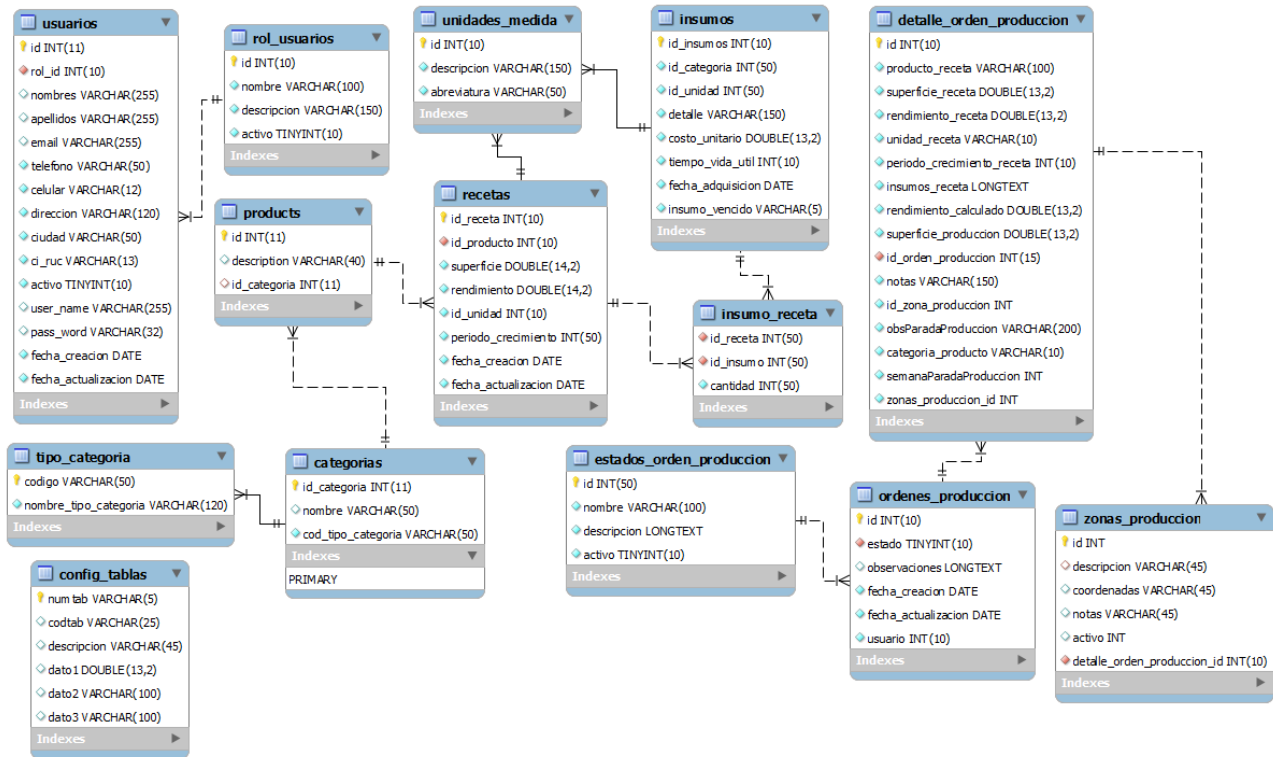 usuarios
id INT(11)
rol_id INT(10)
nombres VARCHAR(255)
apellidos VARCHAR(255)
email VARCHAR(255)
telefono VARCHAR(50)
celular VARCHAR(12)
direccion VARCHAR(120)
ciudad VARCHAR(50)
ci_ruc VARCHAR(13)
activo TINYINT(10)
user_name VARCHAR(255)
pass_word VARCHAR(32)
fecha_creacion DATE
fecha_actualizacion DATE
Indexes
rol_usuarios
id INT(10)
nombre VARCHAR(100)
descripcion VARCHAR(150)
activo TINYINT(10)
Indexes
unidades_medida
id INT(10)
descripcion VARCHAR(150)
abreviatura VARCHAR(50)
Indexes
insumos
id_insumos INT(10)
id_categoria INT(50)
id_unidad INT(50)
detalle VARCHAR(150)
costo_unitario DOUBLE(13,2)
tiempo_vida_util INT(10)
fecha_adquisicion DATE
insumo_vencido VARCHAR(5)
Indexes
detalle_orden_produccion
id INT(10)
producto_receta VARCHAR(100)
superficie_receta DOUBLE(13,2)
rendimiento_receta DOUBLE(13,2)
unidad_receta VARCHAR(10)
periodo_crecimiento_receta INT(10)
insumos_receta LONGTEXT
rendimiento_calculado DOUBLE(13,2)
superficie_produccion DOUBLE(13,2)
id_orden_produccion INT(15)
notas VARCHAR(150)
id_zona_produccion INT
obsParadaProduccion VARCHAR(200)
categoria_producto VARCHAR(10)
semanaParadaProduccion INT
zonas_produccion_id INT
Indexes
products
id INT(11)
description VARCHAR(40)
id_categoria INT(11)
Indexes
recetas
id_receta INT(10)
id_producto INT(10)
superficie DOUBLE(14,2)
rendimiento DOUBLE(14,2)
id_unidad INT(10)
periodo_crecimiento INT(50)
fecha_creacion DATE
fecha_actualizacion DATE
Indexes
insumo_receta
id_receta INT(50)
id_insumo INT(50)
cantidad INT(50)
Indexes
tipo_categoria
codigo VARCHAR(50)
nombre_tipo_categoria VARCHAR(120)
Indexes
categorias
id_categoria INT(11)
nombre VARCHAR(50)
cod_tipo_categoria VARCHAR(50)
Indexes
PRIMARY
estados_orden_produccion
id INT(50)
nombre VARCHAR(100)
descripcion LONGTEXT
activo TINYINT(10)
Indexes
ordenes_produccion
id INT(10)
estado TINYINT(10)
observaciones LONGTEXT
fecha_creacion DATE
fecha_actualizacion DATE
usuario INT(10)
Indexes
zonas_produccion
id INT
descripcion VARCHAR(45)
coordenadas VARCHAR(45)
notas VARCHAR(45)
activo INT
detalle_orden_produccion_id INT(10)
Indexes
config_tablas
numtab VARCHAR(5)
codtab VARCHAR(25)
descripcion VARCHAR(45)
dato1 DOUBLE(13,2)
dato2 VARCHAR(100)
dato3 VARCHAR(100)
Indexes